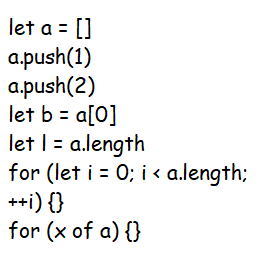 let a = []
a.push(1)
a.push(2)
let b = a[0]
let l = a.length
for (let i = 0; i < a.length;
++i) {}
for (x of a) {}